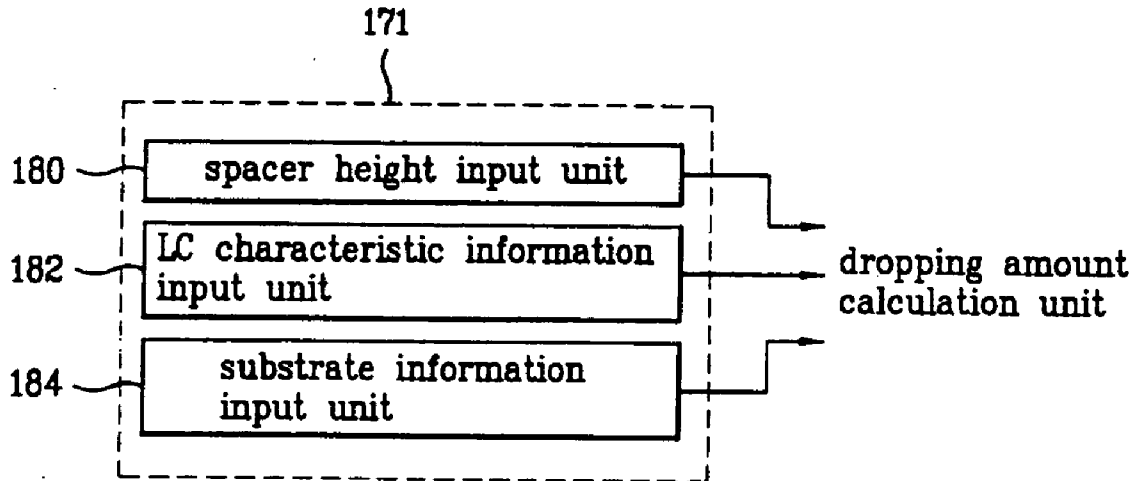 171
180
spacer height input unit
182
LC characteristic information
input unit
dropping amount
calculation unit
184
substrate information
input unit